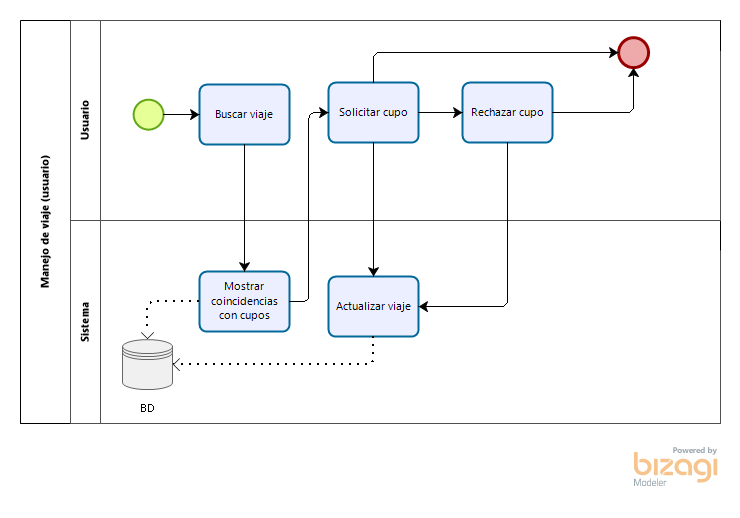 Manejo de viaje (usuario)
Usuario
Buscar viaje
Solicitar cupo
Rechazar cupo
Sistema
Mostrar
coincidencias
con cupos
Actualizar viaje
BD
Powered by
bizagi
Modeler